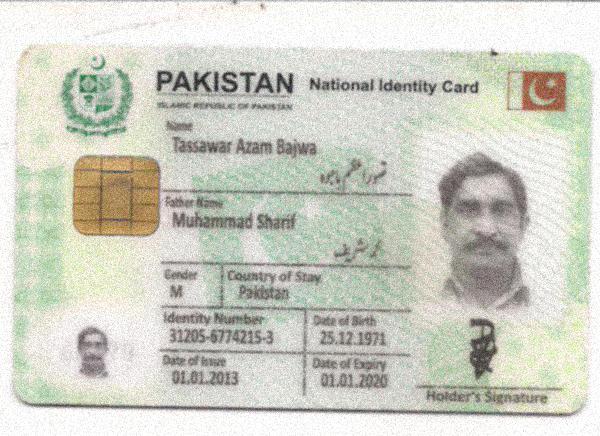 PAKISTAN National Identity Card
ISLAMIC REPUBLIC OF PAKISTAN
Name
Tassawar Azam Bajwa
تصور اعظم باجوہ
Father Name
Muhammad Sharif
محمد شریف
Gender Country of Stay
M Pakistan
Identity Number Date of Birth
31205-6774215-3 25.12.1971
Date of Issue Date of Expiry
01.01.2013 01.01.2020
Holder's Signature